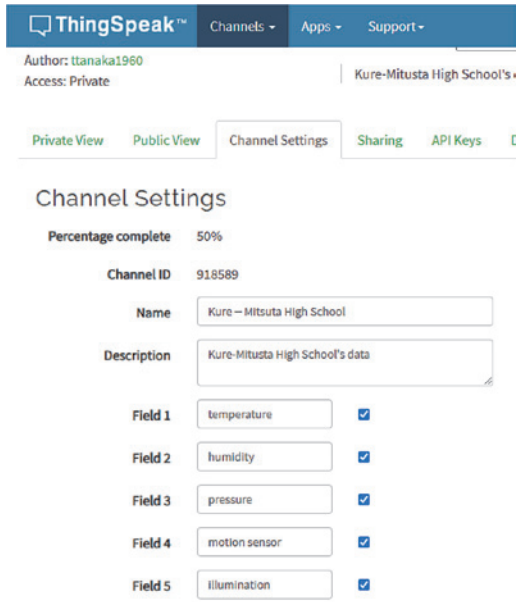 ThingSpeak™ Channels Apps Support
Author: ttanaka1960
Access: Private
Kure-Mitusta High School's
Private View Public View Channel Settings Sharing API Keys
Channel Settings
Percentage complete 50%
Channel ID 918589
Name Kure – Mitsuta High School
Description Kure-Mitusta High School's data
Field 1 temperature
Field 2 humidity
Field 3 pressure
Field 4 motion sensor
Field 5 illumination